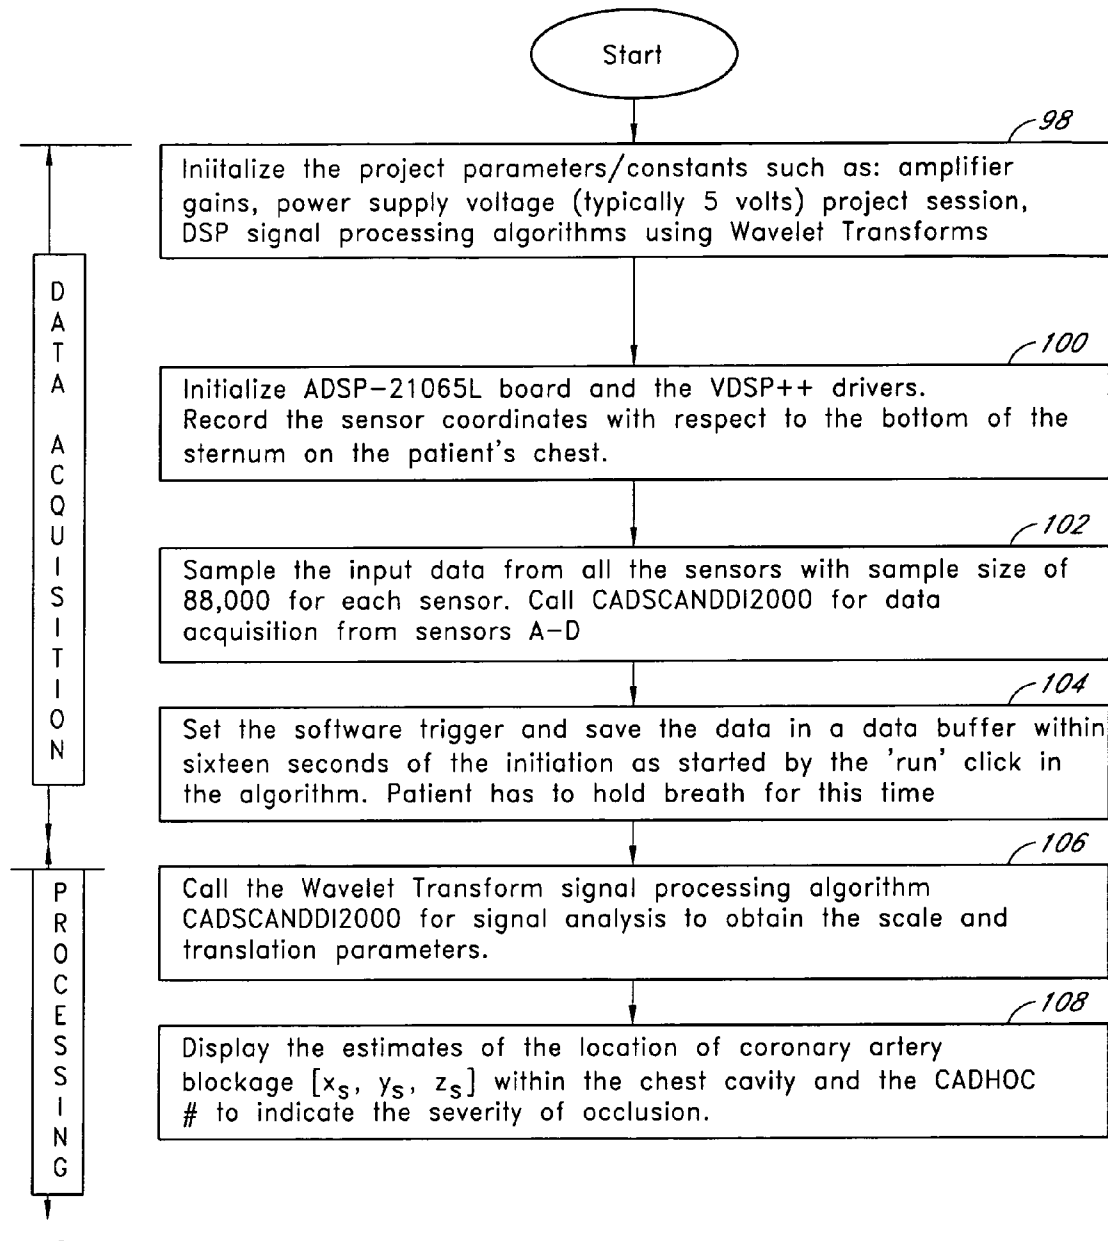 Start
98
Iniitalize the project parameters/constants such as: amplifier
gains, power supply voltage (typically 5 volts) project session,
DSP signal processing algorithms using Wavelet Transforms
DATA ACQUISITION
100
Initialize ADSP-21065L board and the VDSP++ drivers.
Record the sensor coordinates with respect to the bottom of the
sternum on the patient's chest.
102
Sample the input data from all the sensors with sample size of
88,000 for each sensor. Call CADSCANDDI2000 for data
acquisition from sensors A-D
104
Set the software trigger and save the data in a data buffer within
sixteen seconds of the initiation as started by the 'run' click in
the algorithm. Patient has to hold breath for this time
106
Call the Wavelet Transform signal processing algorithm
CADSCANDDI2000 for signal analysis to obtain the scale and
translation parameters.
PROCESSING
108
Display the estimates of the location of coronary artery
blockage [xs, ys, zs] within the chest cavity and the CADHOC
# to indicate the severity of occlusion.